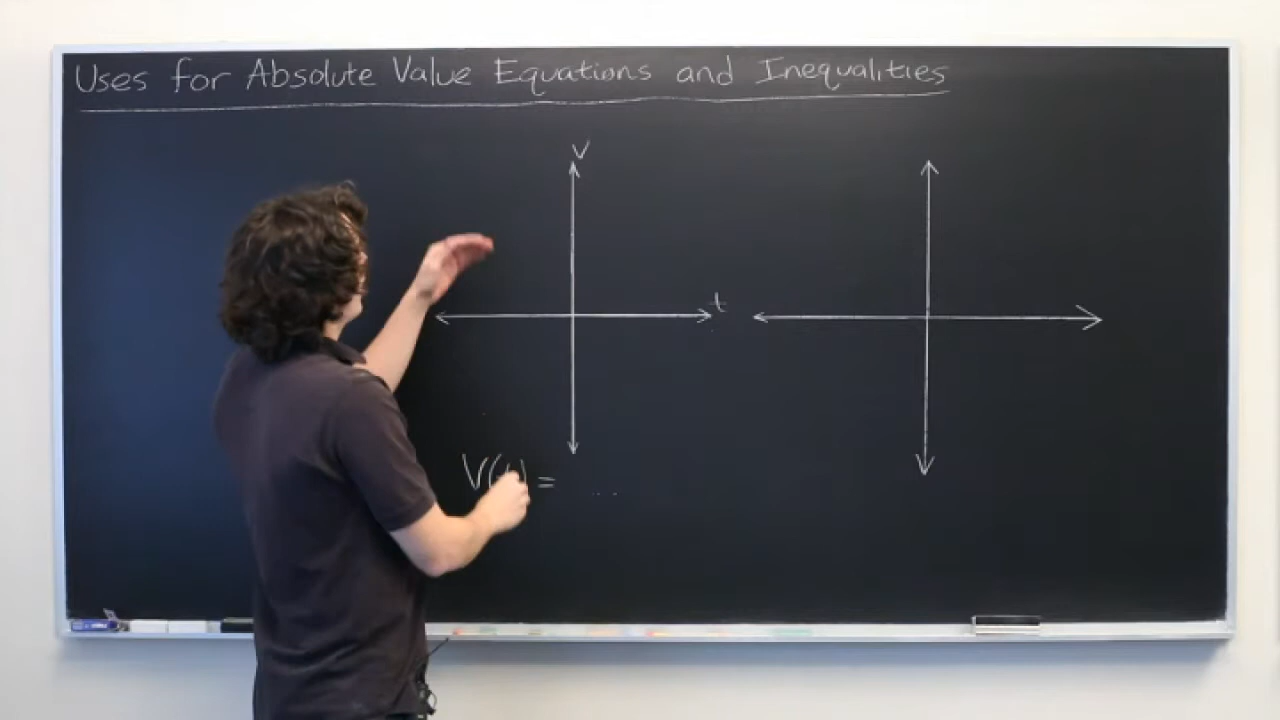 Uses for Absolute Value Equations and Inequalities
V
t
V(t) = ...